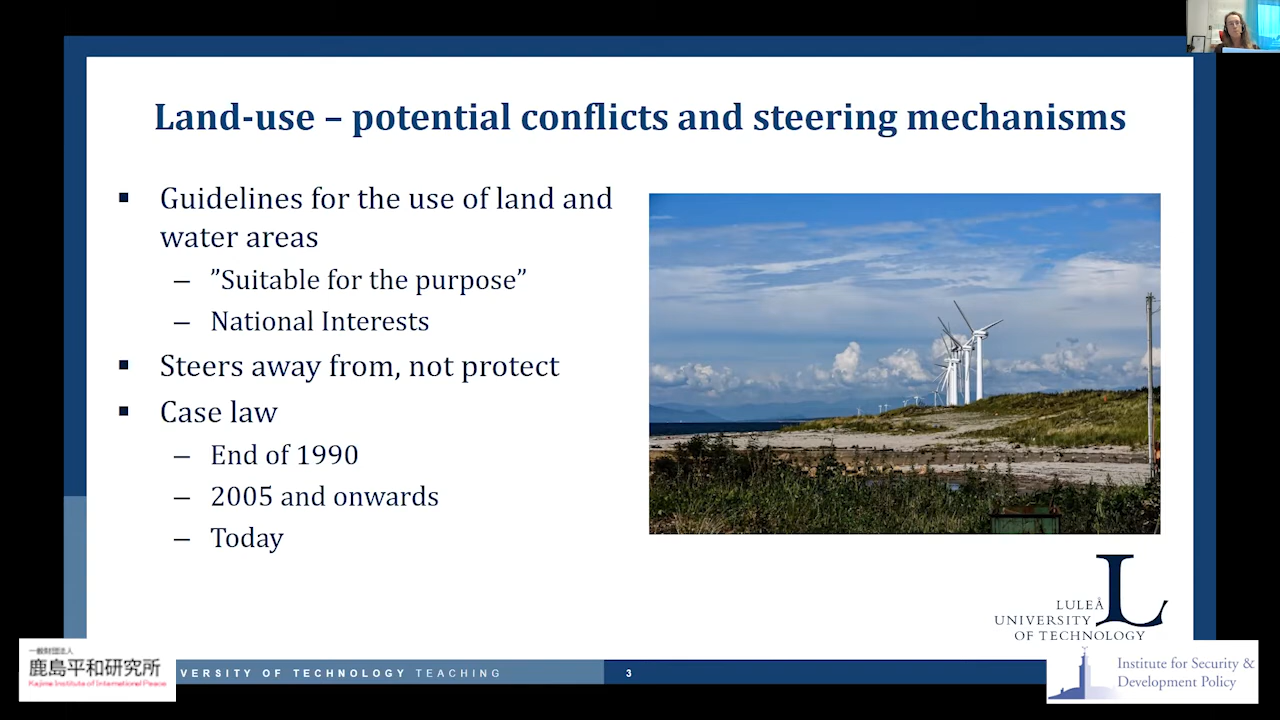 Land-use – potential conflicts and steering mechanisms
▪ Guidelines for the use of land and
water areas
– ”Suitable for the purpose”
– National Interests
▪ Steers away from, not protect
▪ Case law
– End of 1990
– 2005 and onwards
– Today
LULEÅ
UNIVERSITY
OF TECHNOLOGY
L
一般財団法人
鹿島平和研究所
Kajima Institute of International Peace
VERSITY OF TECHNOLOGY TEACHING
3
Institute for Security &
Development Policy